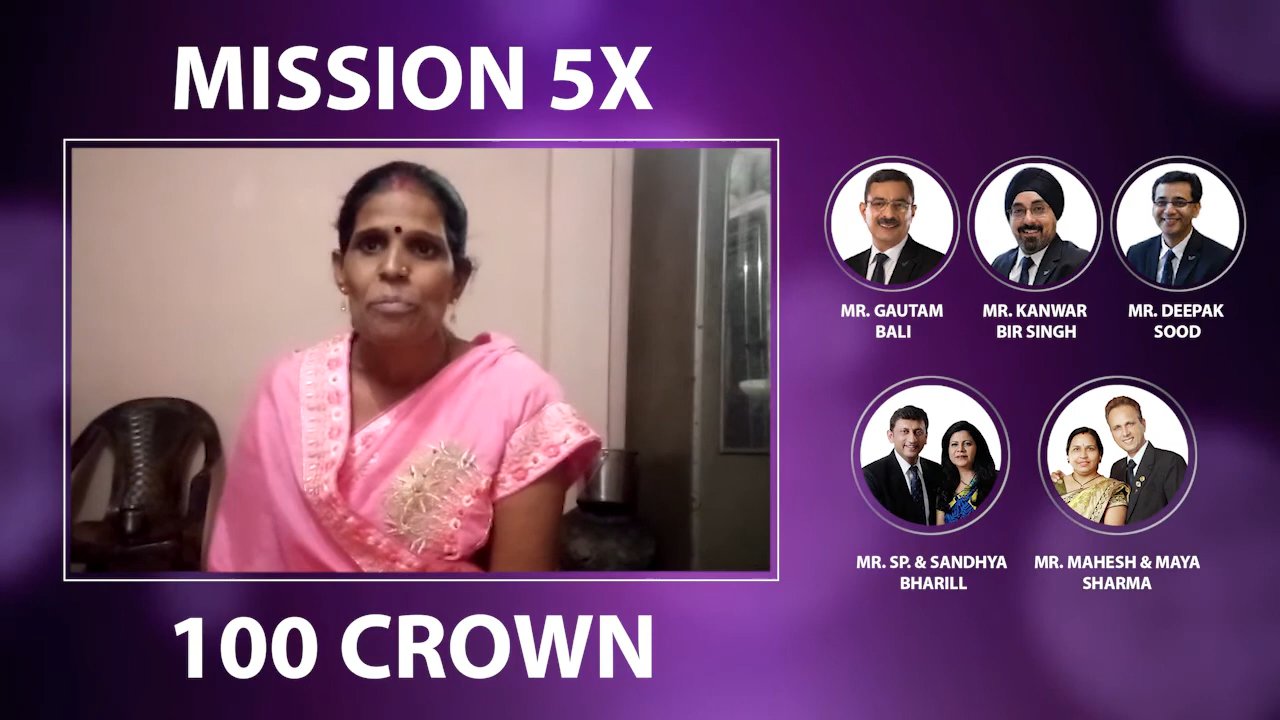 MISSION 5X
MR. GAUTAM
BALI
MR. KANWAR
BIR SINGH
MR. DEEPAK
SOOD
MR. SP. & SANDHYA
BHARILL
MR. MAHESH & MAYA
SHARMA
100 CROWN